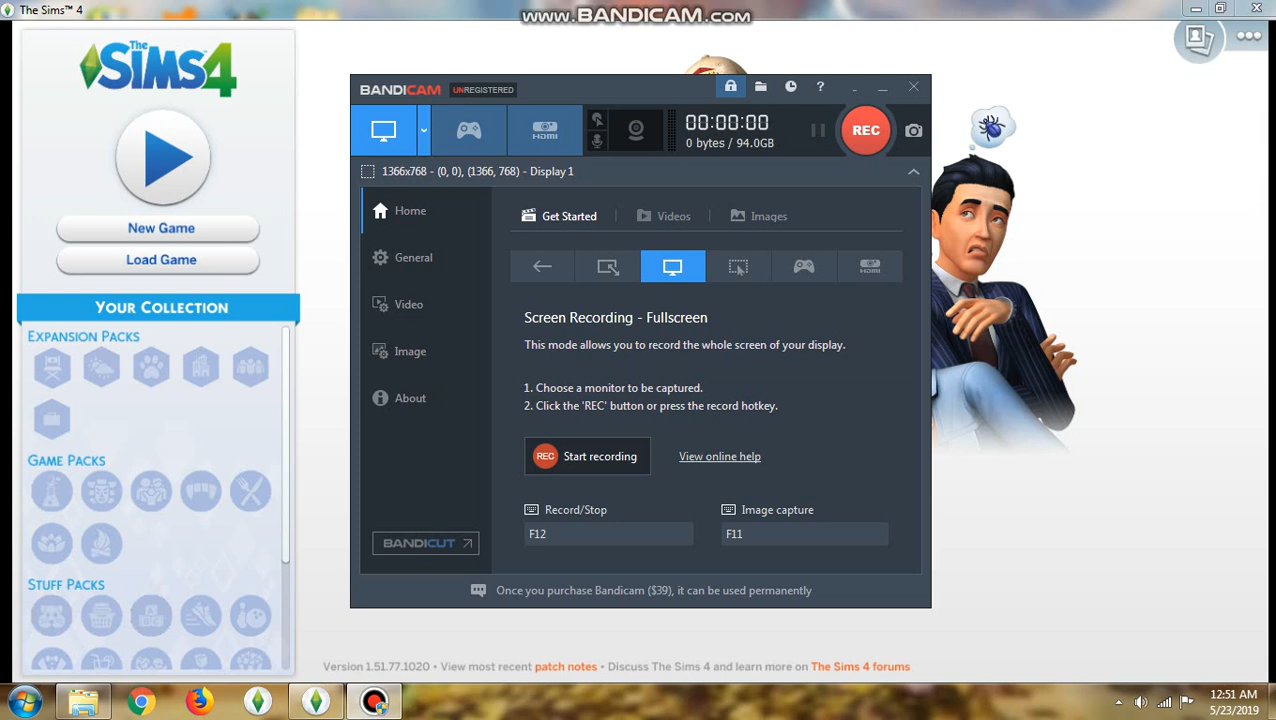 The Sims™ 4
www.BANDICAM.com
The SIMS 4
New Game
Load Game
YOUR COLLECTION
EXPANSION PACKS
GAME PACKS
STUFF PACKS
BANDICAM UNREGISTERED
?
HDMI
00:00:00
0 bytes / 94.0GB
REC
1366x768 - (0, 0), (1366, 768) - Display 1
Home
General
Video
Image
About
BANDICUT
Get Started
Videos
Images
HDMI
Screen Recording - Fullscreen
This mode allows you to record the whole screen of your display.
1. Choose a monitor to be captured.
2. Click the 'REC' button or press the record hotkey.
REC Start recording
View online help
Record/Stop
Image capture
F12
F11
Once you purchase Bandicam ($39), it can be used permanently
Version 1.51.77.1020 • View most recent patch notes • Discuss The Sims 4 and learn more on The Sims 4 forums
12:51 AM
5/23/2019